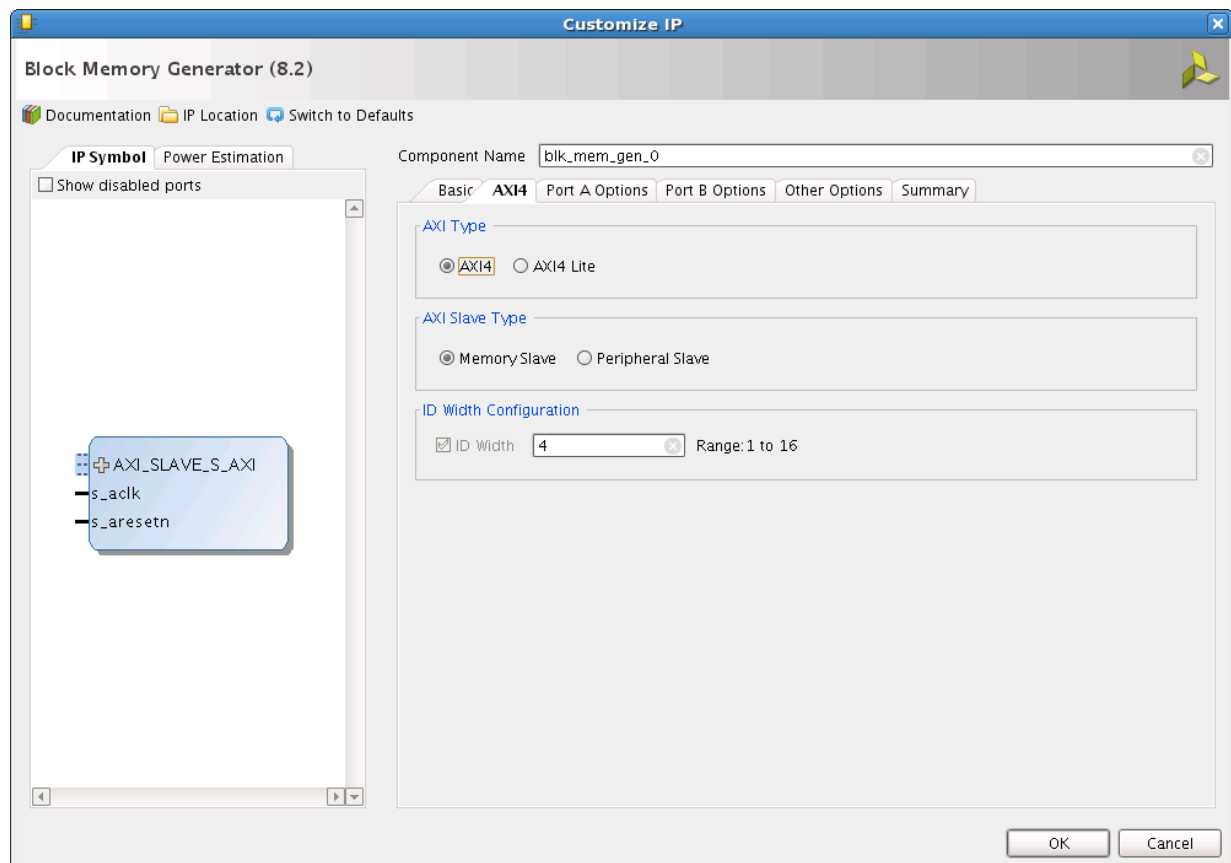 Customize IP
Block Memory Generator (8.2)
Documentation IP Location Switch to Defaults
IP Symbol Power Estimation
Show disabled ports
AXI_SLAVE_S_AXI
s_aclk
s_aresetn
Component Name blk_mem_gen_0
Basic AXI4 Port A Options Port B Options Other Options Summary
AXI Type
AXI4 AXI4 Lite
AXI Slave Type
Memory Slave Peripheral Slave
ID Width Configuration
ID Width 4 Range: 1 to 16
OK Cancel